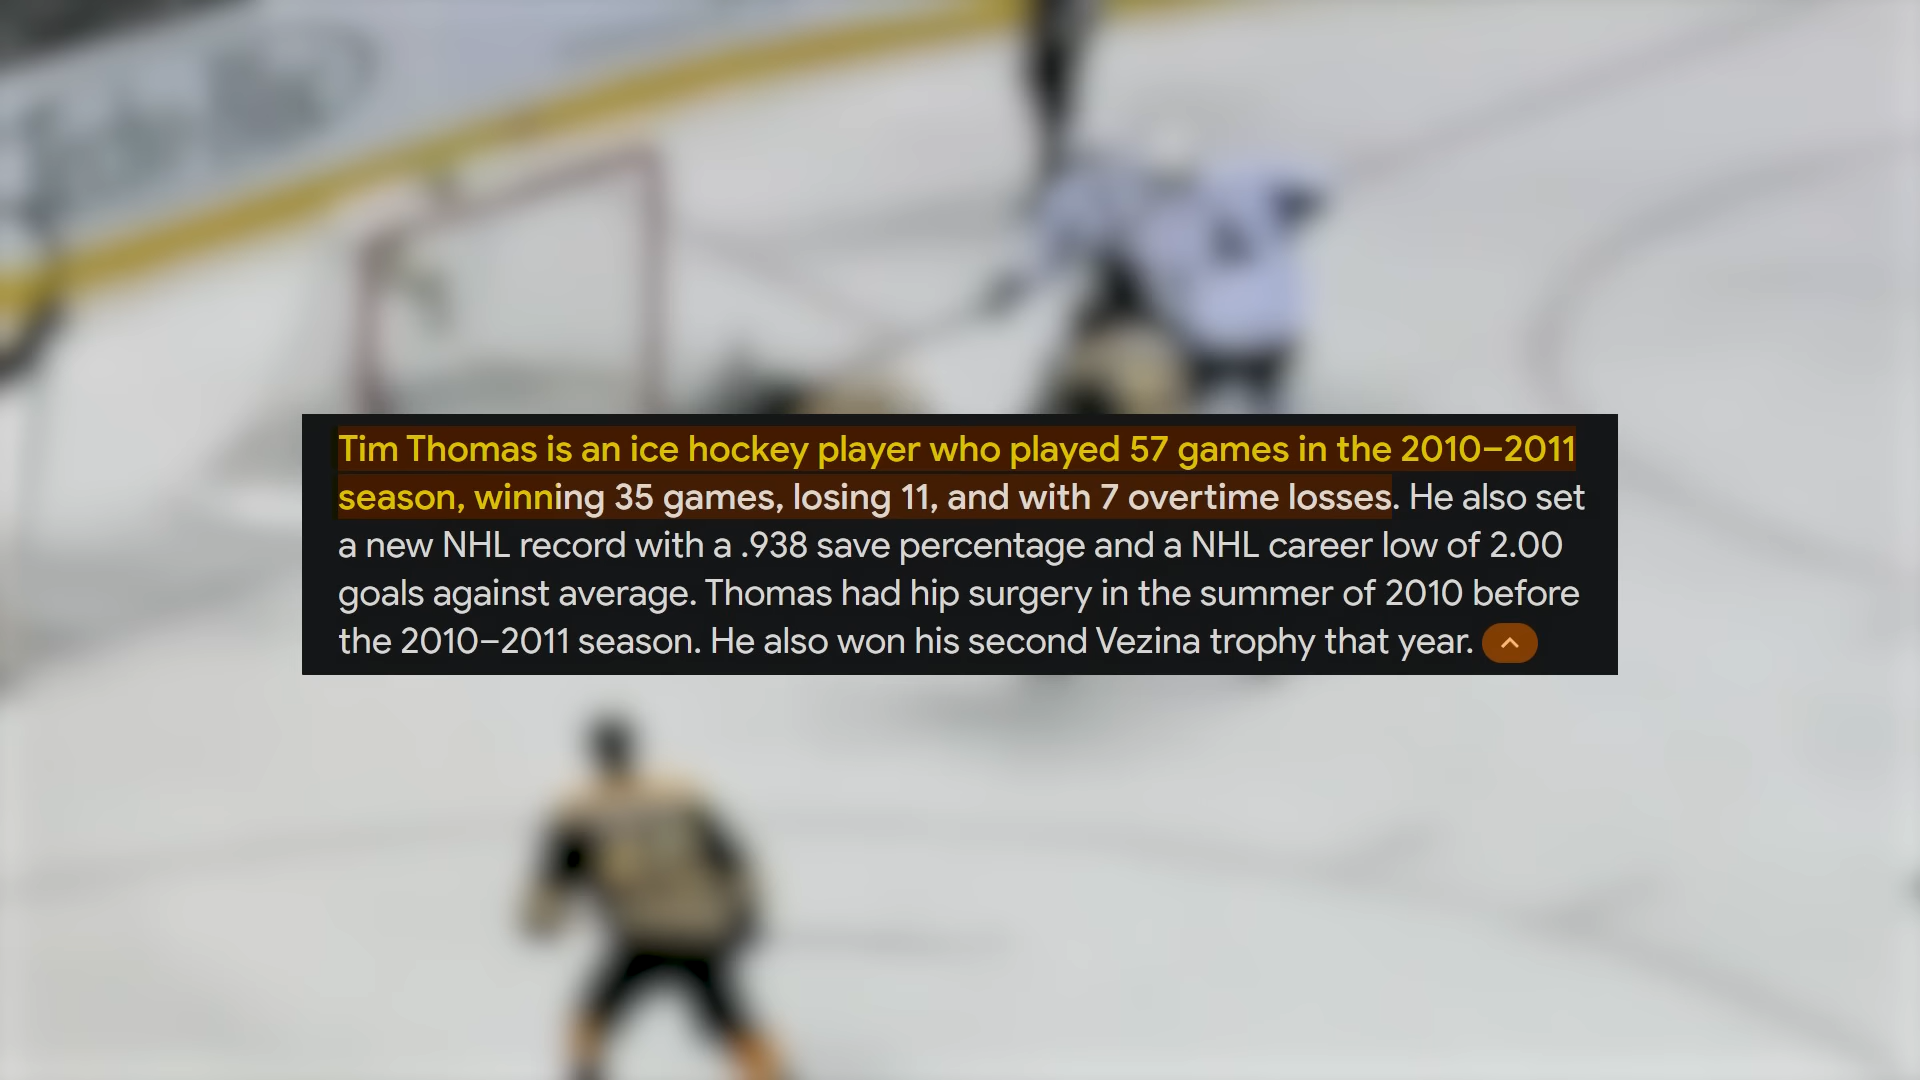 Tim Thomas is an ice hockey player who played 57 games in the 2010–2011
season, winning 35 games, losing 11, and with 7 overtime losses. He also set
a new NHL record with a .938 save percentage and a NHL career low of 2.00
goals against average. Thomas had hip surgery in the summer of 2010 before
the 2010–2011 season. He also won his second Vezina trophy that year.